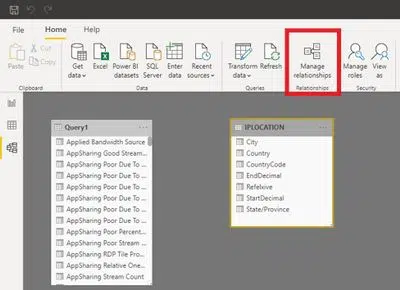 File Home Help
Paste
Cut
Copy
Clipboard
Get data
Excel
Power BI datasets
SQL Server
Enter data
Recent sources
Data
Transform data
Refresh
Queries
Manage relationships
Relationships
Manage roles
View as
Security
Query1 ...
Applied Bandwidth Source
AppSharing Good Stream...
AppSharing Poor Due To ...
AppSharing Poor Due To ...
AppSharing Poor Due To ...
AppSharing Poor Due To ...
AppSharing Poor Due To ...
AppSharing Poor Percent...
AppSharing Poor Stream ...
AppSharing RDP Tile Pro...
AppSharing Relative One...
AppSharing Stream Count
IPLOCATION ...
City
Country
CountryCode
EndDecimal
Refelxive
StartDecimal
State/Province